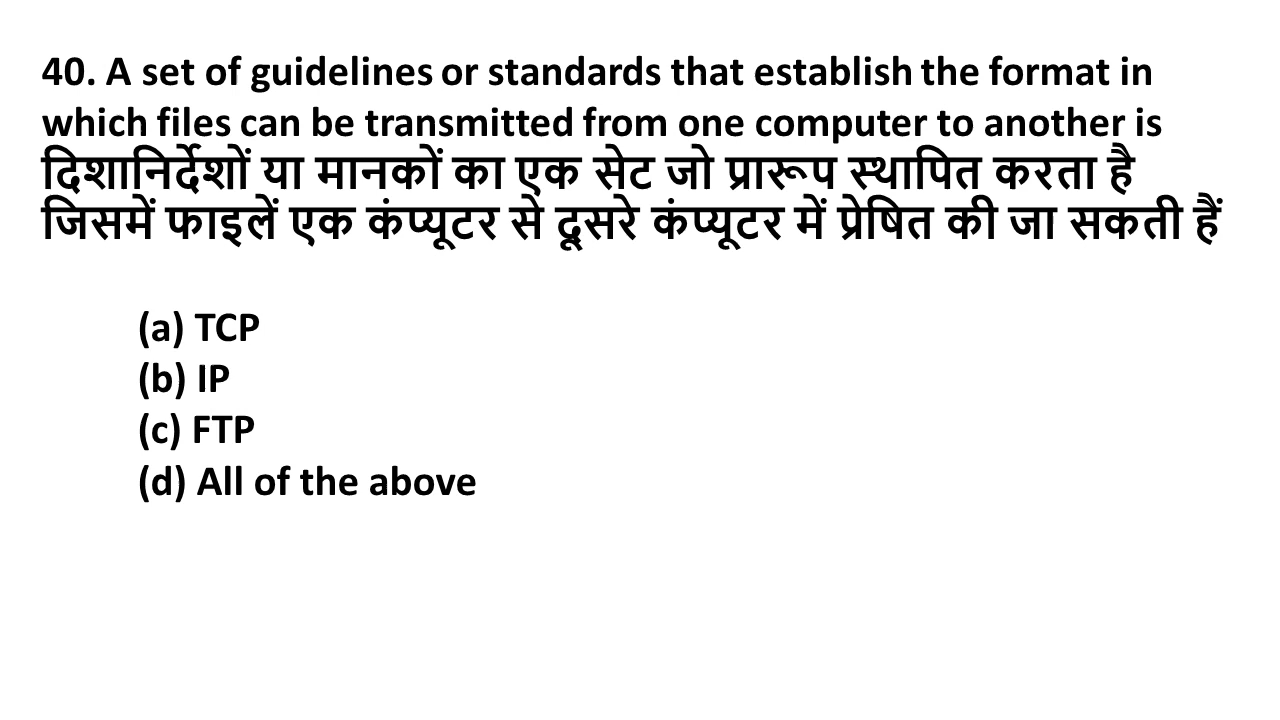 40. A set of guidelines or standards that establish the format in
which files can be transmitted from one computer to another is
दिशानिर्देशों या मानकों का एक सेट जो प्रारूप स्थापित करता है
जिसमें फाइलें एक कंप्यूटर से दूसरे कंप्यूटर में प्रेषित की जा सकती हैं
(a) TCP
(b) IP
(c) FTP
(d) All of the above